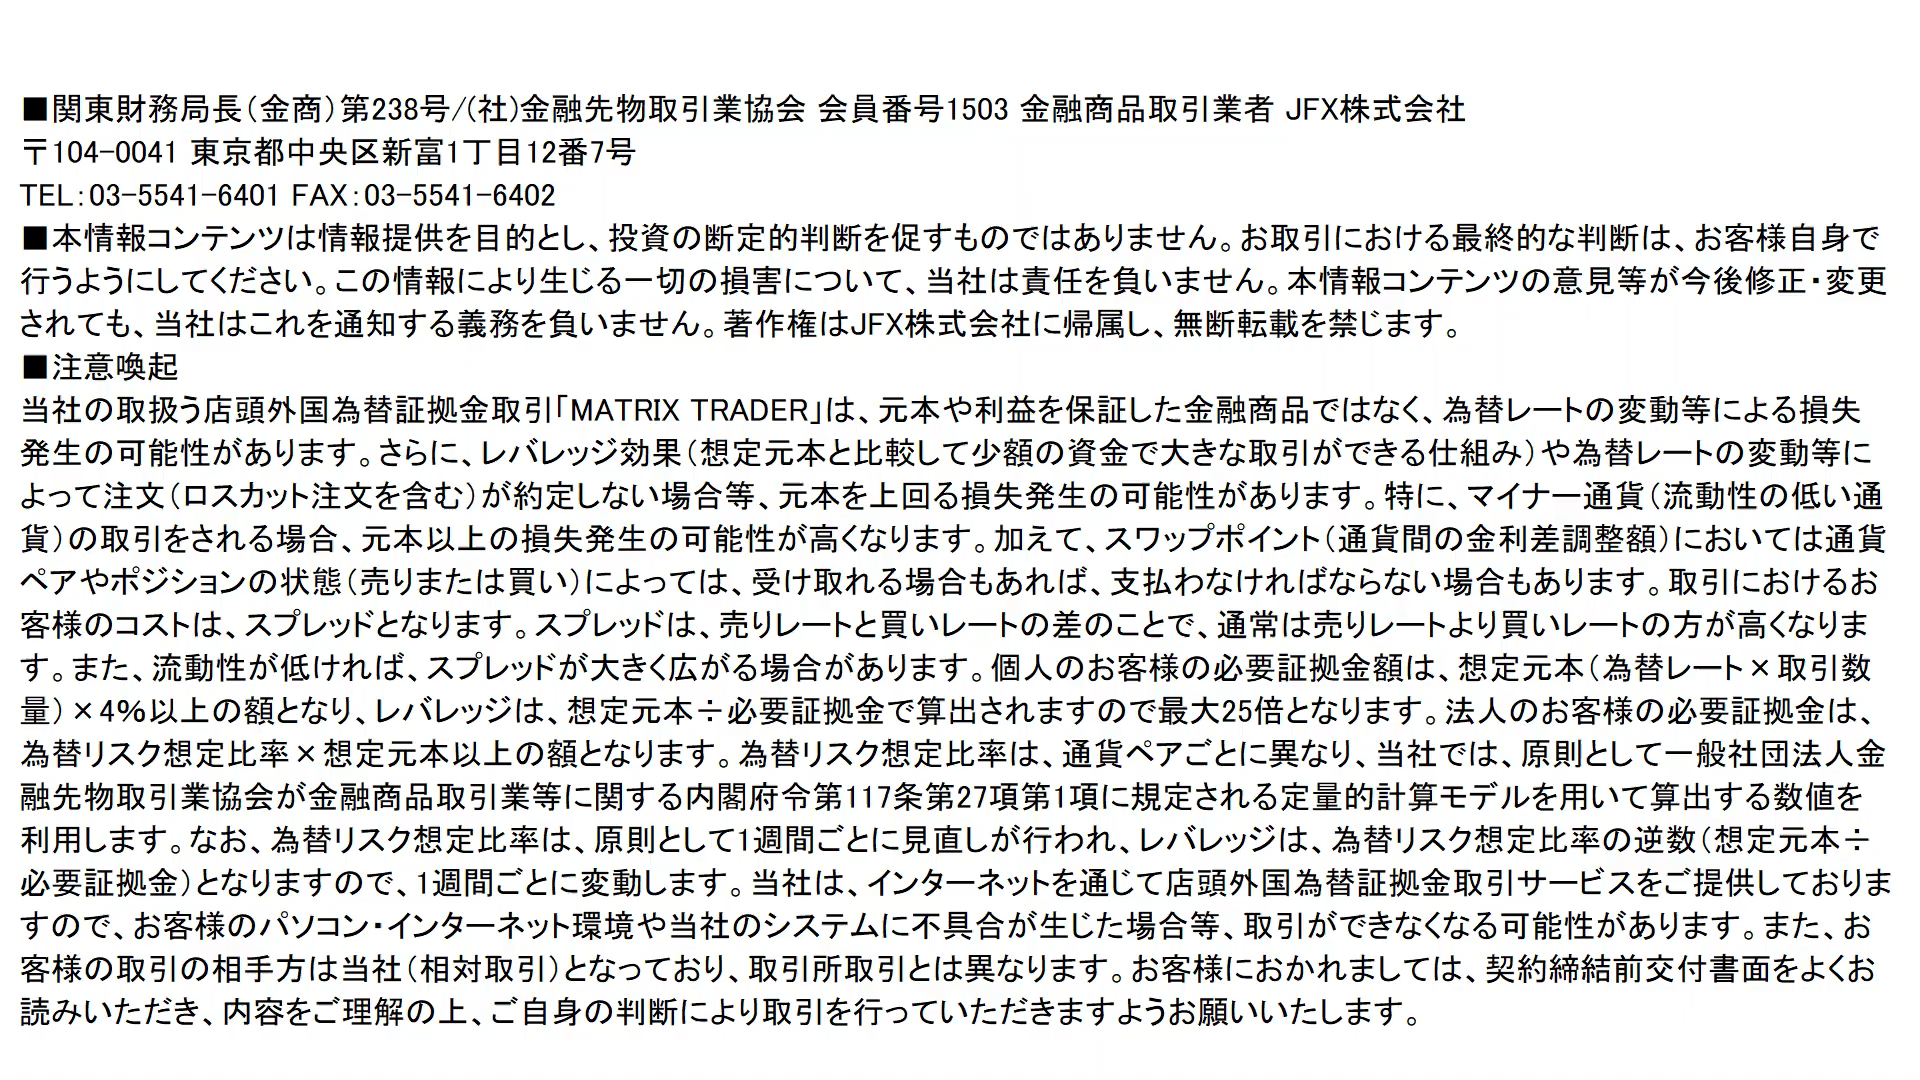 ■関東財務局長（金商）第238号/(社)金融先物取引業協会 会員番号1503 金融商品取引業者 JFX株式会社
〒104-0041 東京都中央区新富1丁目12番7号
TEL：03-5541-6401 FAX：03-5541-6402
■本情報コンテンツは情報提供を目的とし、投資の断定的判断を促すものではありません。お取引における最終的な判断は、お客様自身で
行うようにしてください。この情報により生じる一切の損害について、当社は責任を負いません。本情報コンテンツの意見等が今後修正・変更
されても、当社はこれを通知する義務を負いません。著作権はJFX株式会社に帰属し、無断転載を禁じます。
■注意喚起
当社の取扱う店頭外国為替証拠金取引「MATRIX TRADER」は、元本や利益を保証した金融商品ではなく、為替レートの変動等による損失
発生の可能性があります。さらに、レバレッジ効果（想定元本と比較して少額の資金で大きな取引ができる仕組み）や為替レートの変動等に
よって注文（ロスカット注文を含む）が約定しない場合等、元本を上回る損失発生の可能性があります。特に、マイナー通貨（流動性の低い通
貨）の取引をされる場合、元本以上の損失発生の可能性が高くなります。加えて、スワップポイント（通貨間の金利差調整額）においては通貨
ペアやポジションの状態（売りまたは買い）によっては、受け取れる場合もあれば、支払わなければならない場合もあります。取引におけるお
客様のコストは、スプレッドとなります。スプレッドは、売りレートと買いレートの差のことで、通常は売りレートより買いレートの方が高くなりま
す。また、流動性が低ければ、スプレッドが大きく広がる場合があります。個人のお客様の必要証拠金額は、想定元本（為替レート×取引数
量）×4％以上の額となり、レバレッジは、想定元本÷必要証拠金で算出されますので最大25倍となります。法人のお客様の必要証拠金は、
為替リスク想定比率×想定元本以上の額となります。為替リスク想定比率は、通貨ペアごとに異なり、当社では、原則として一般社団法人金
融先物取引業協会が金融商品取引業等に関する内閣府令第117条第27項第1項に規定される定量的計算モデルを用いて算出する数値を
利用します。なお、為替リスク想定比率は、原則として1週間ごとに見直しが行われ、レバレッジは、為替リスク想定比率の逆数（想定元本÷
必要証拠金）となりますので、1週間ごとに変動します。当社は、インターネットを通じて店頭外国為替証拠金取引サービスをご提供しておりま
すので、お客様のパソコン・インターネット環境や当社のシステムに不具合が生じた場合等、取引ができなくなる可能性があります。また、お
客様の取引の相手方は当社（相対取引）となっており、取引所取引とは異なります。お客様におかれましては、契約締結前交付書面をよくお
読みいただき、内容をご理解の上、ご自身の判断により取引を行っていただきますようお願いいたします。